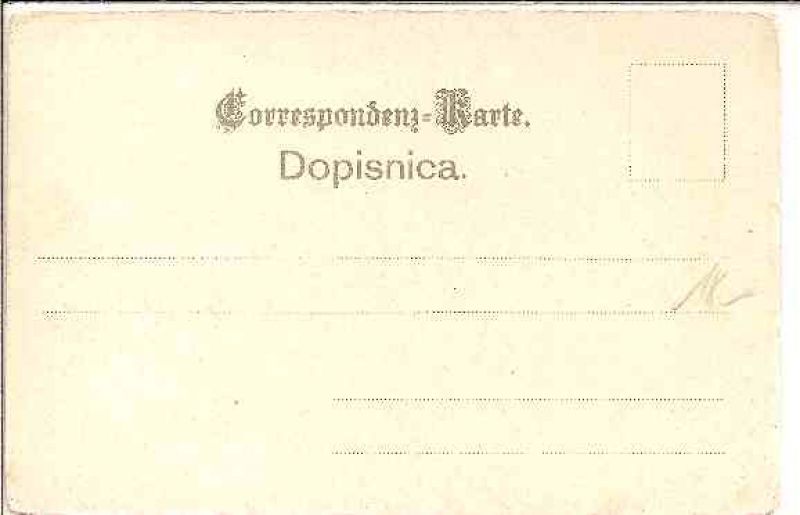 Correspondenz-Karte.
Dopisnica.